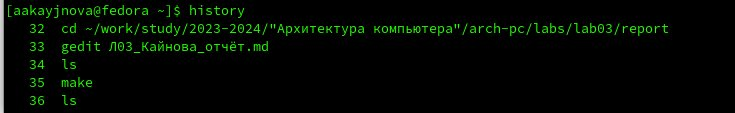 [aakayjnova@fedora ~]$ history
32 cd ~/work/study/2023-2024/"Архитектура компьютера"/arch-pc/labs/lab03/report
33 gedit Л03_Кайнова_отчёт.md
34 ls
35 make
36 ls